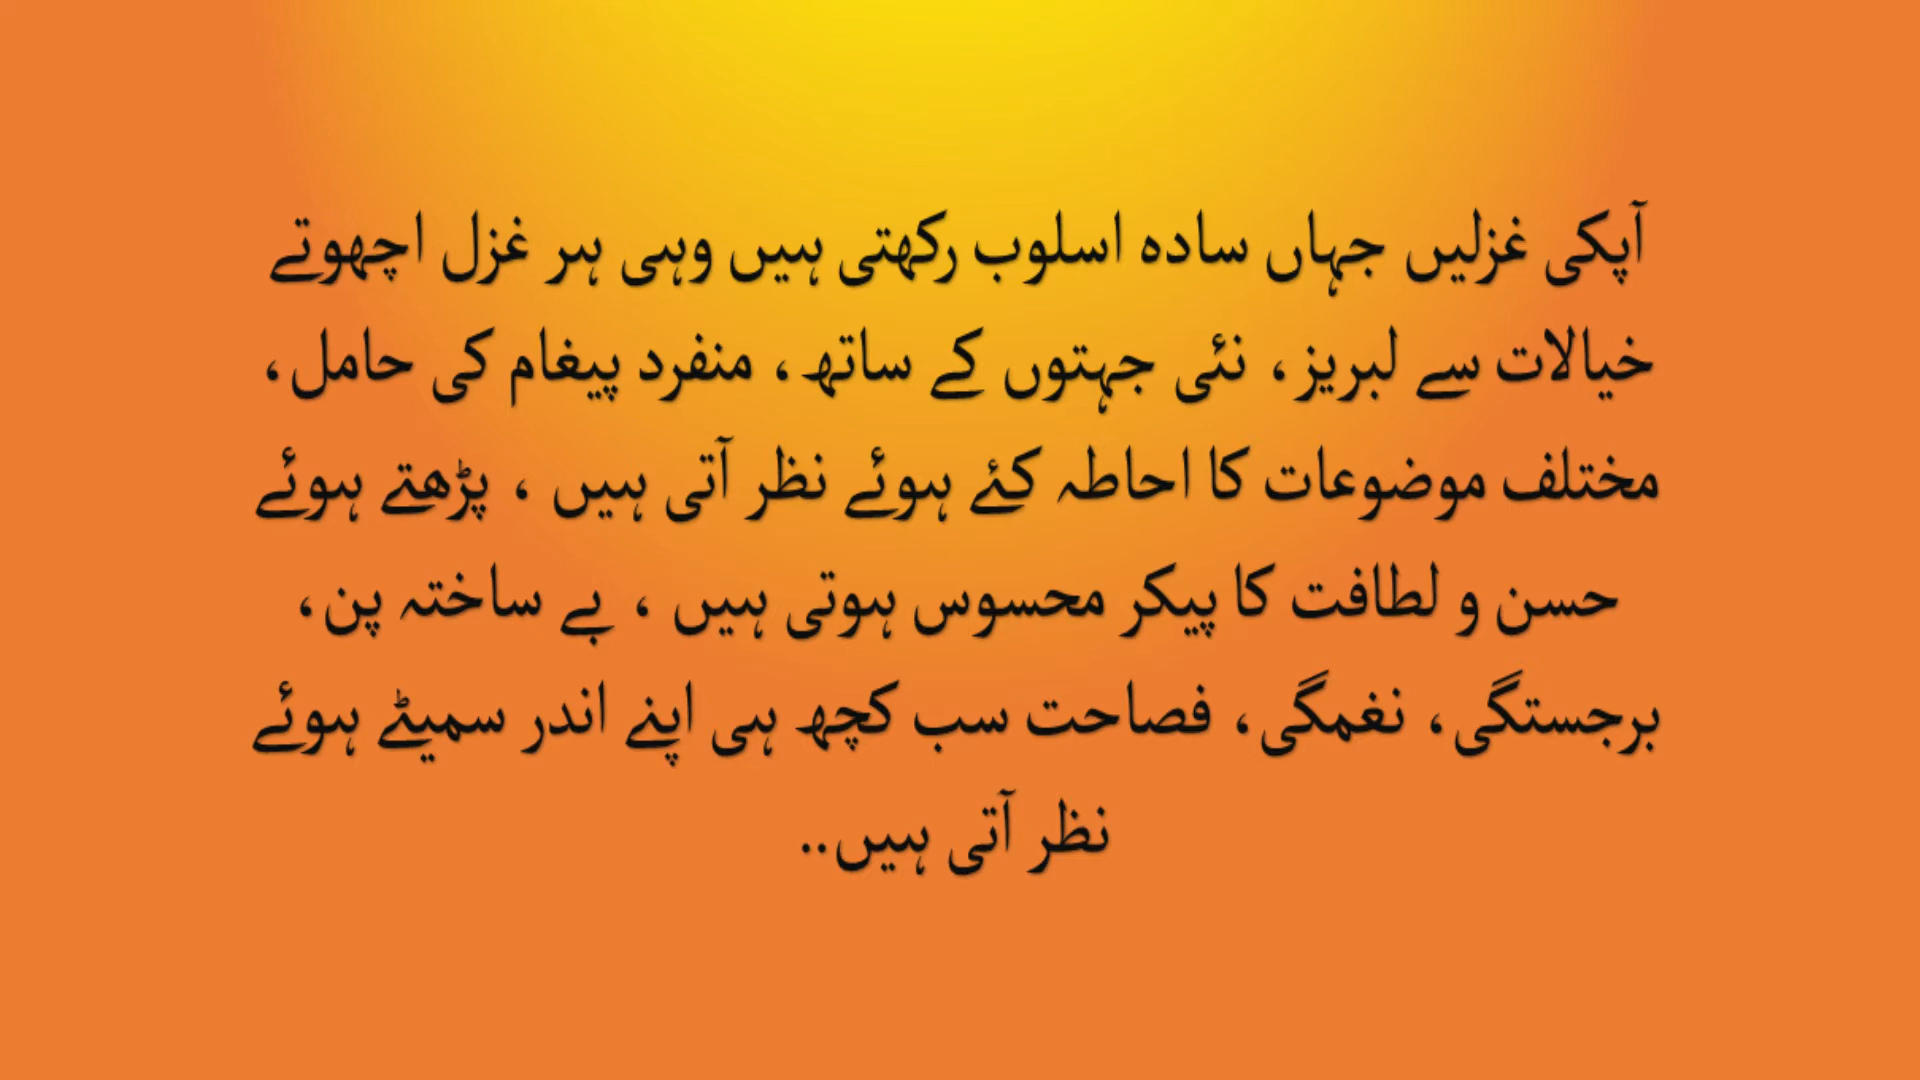 آپکی غزلیں جہاں سادہ اسلوب رکھتی ہیں وہی ہر غزل اچھوتے
خیالات سے لبریز، نئی جہتوں کے ساتھ، منفرد پیغام کی حامل،
مختلف موضوعات کا احاطہ کئے ہوئے نظر آتی ہیں ، پڑھتے ہوئے
حسن و لطافت کا پیکر محسوس ہوتی ہیں ، بے ساختہ پن،
برجستگی، نغمگی، فصاحت سب کچھ ہی اپنے اندر سمیٹے ہوئے
نظر آتی ہیں..